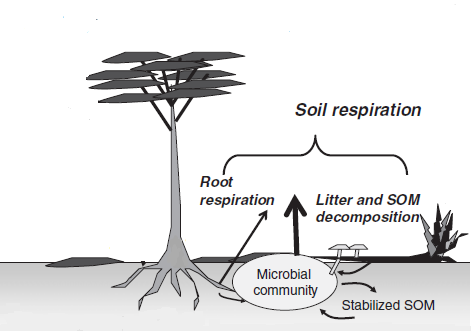 Soil respiration
Root
respiration
Litter and SOM
decomposition
Microbial
community
Stabilized SOM